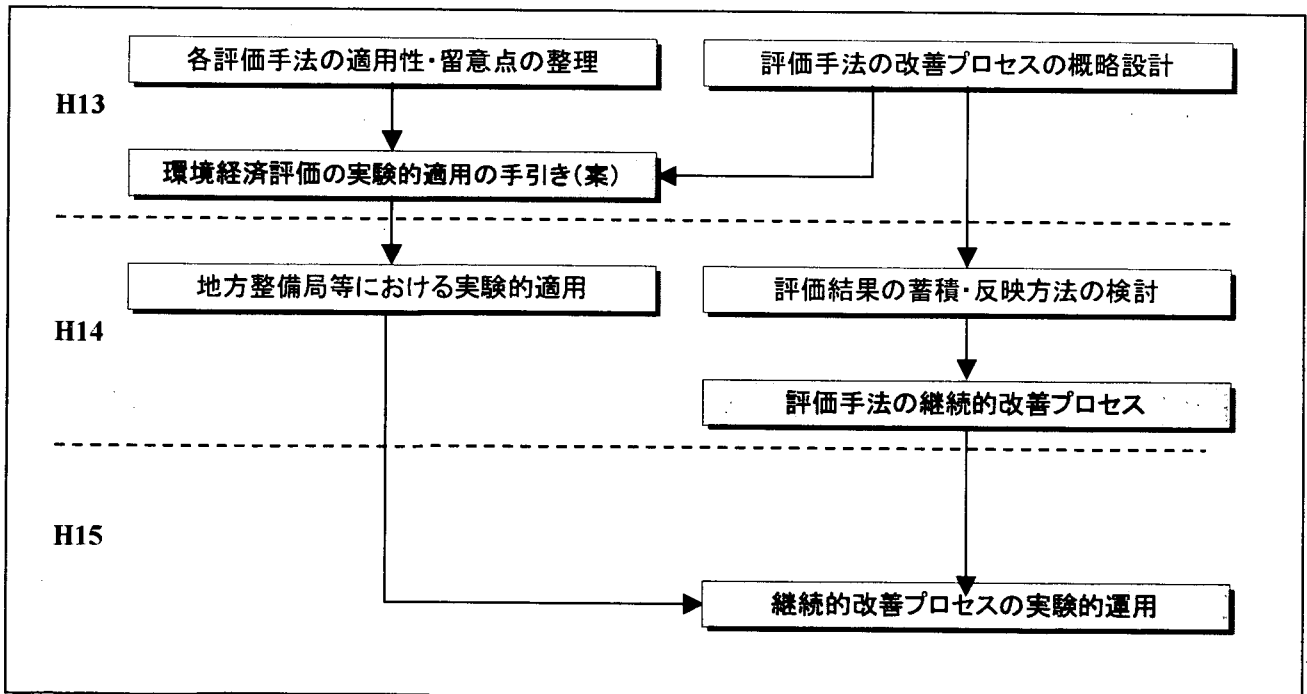 各評価手法の適用性・留意点の整理
評価手法の改善プロセスの概略設計
H13
環境経済評価の実験的適用の手引き(案)
地方整備局等における実験的適用
評価結果の蓄積・反映方法の検討
H14
評価手法の継続的改善プロセス
H15
継続的改善プロセスの実験的運用